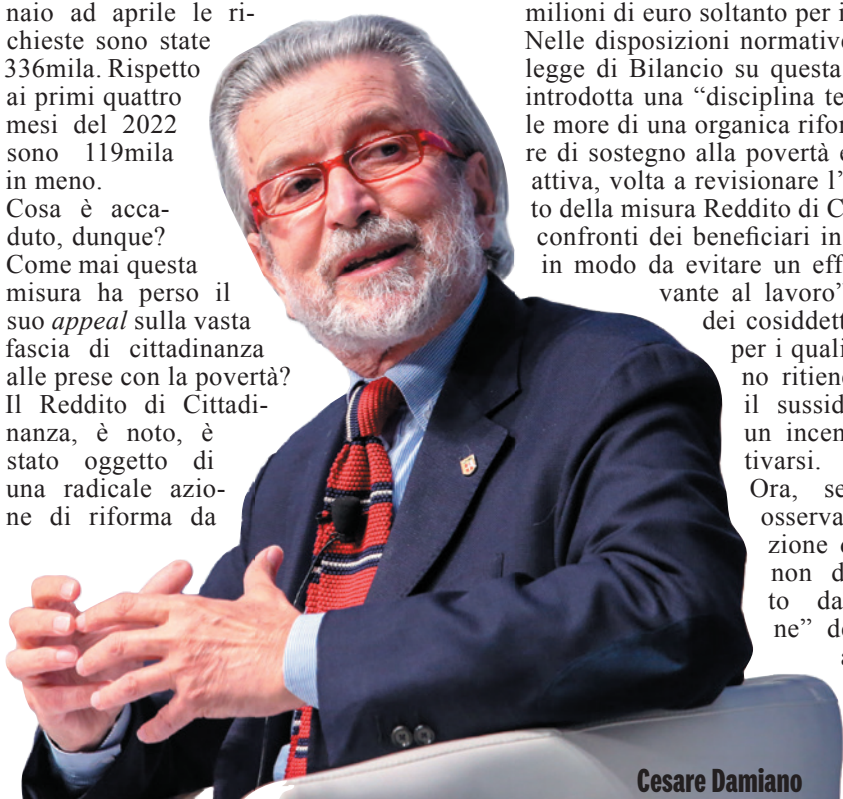 naio ad aprile le ri-
chieste sono state
336mila. Rispetto
ai primi quattro
mesi del 2022
sono 119mila
in meno.
Cosa è acca-
duto, dunque?
Come mai questa
misura ha perso il
suo appeal sulla vasta
fascia di cittadinanza
alle prese con la povertà?
Il Reddito di Cittadi-
nanza, è noto, è
stato oggetto di
una radicale azio-
ne di riforma da
milioni di euro soltanto per i
Nelle disposizioni normative
legge di Bilancio su questa
introdotta una “disciplina te
le more di una organica rifor
re di sostegno alla povertà e
attiva, volta a revisionare l’
to della misura Reddito di C
confronti dei beneficiari in
in modo da evitare un eff
vante al lavoro”
dei cosiddett
per i quali
no ritien
il sussid
un incen
tivarsi.
Ora, se
osserva
zione
non d
to da
ne” d
Cesare Damiano